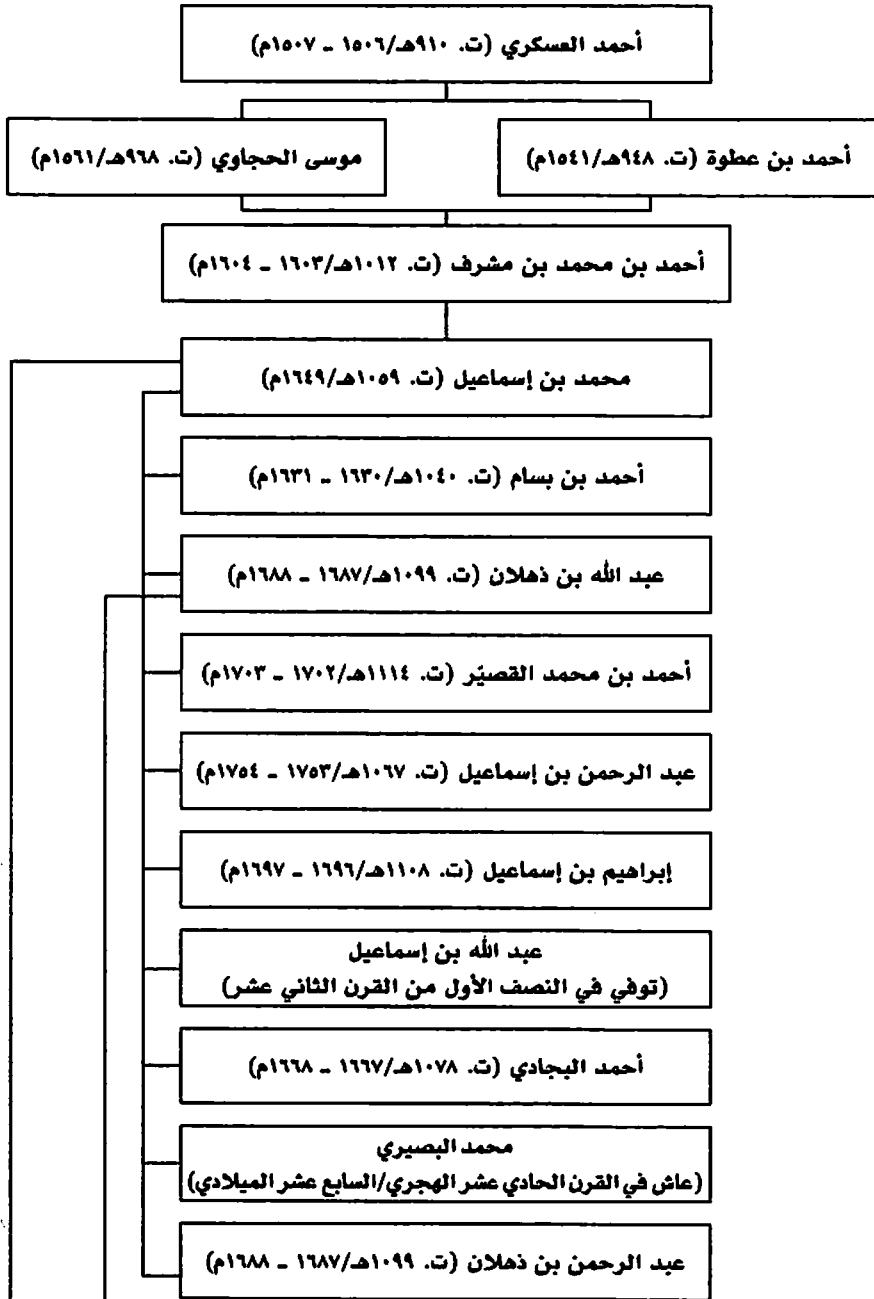 أحمد العسكري (ت. ٩١٠هـ/١٥٠٦ ـ ١٥٠٧م)
أحمد بن عطوة (ت. ٩٤٨هـ/١٥٤١م)
موسى الحجاوي (ت. ٩٦٨هـ/١٥٦١م)
أحمد بن محمد بن مشرف (ت. ١٠١٢هـ/١٦٠٣ ـ ١٦٠٤م)
محمد بن إسماعيل (ت. ١٠٥٩هـ/١٦٤٩م)
أحمد بن بسام (ت. ١٠٤٠هـ/١٦٣٠ ـ ١٦٣١م)
عبد الله بن ذهلان (ت. ١٠٩٩هـ/١٦٨٧ ـ ١٦٨٨م)
أحمد بن محمد القصيّر (ت. ١١١٤هـ/١٧٠٢ ـ ١٧٠٣م)
عبد الرحمن بن إسماعيل (ت. ١٠٦٧هـ/١٧٥٣ ـ ١٧٥٤م)
إبراهيم بن إسماعيل (ت. ١١٠٨هـ/١٦٩٦ ـ ١٦٩٧م)
عبد الله بن إسماعيل
(توفي في النصف الأول من القرن الثاني عشر)
أحمد البجادي (ت. ١٠٧٨هـ/١٦٦٧ ـ ١٦٦٨م)
محمد البصيري
(عاش في القرن الحادي عشر الهجري/السابع عشر الميلادي)
عبد الرحمن بن ذهلان (ت. ١٠٩٩هـ/١٦٨٧ ـ ١٦٨٨م)